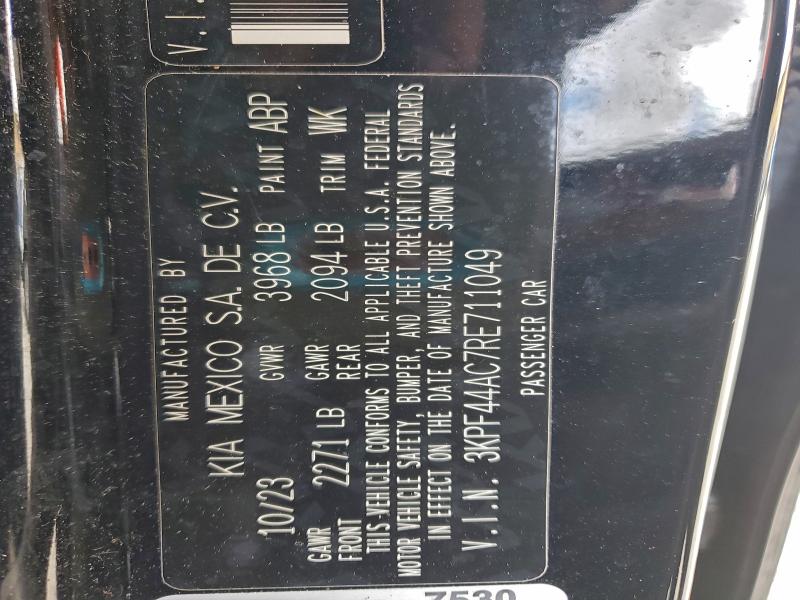 V.I.
MANUFACTURED BY
KIA MEXICO S.A. DE C.V.
10/23 GVWR 3968 LB PAINT ABP
GAWR FRONT 2271 LB GAWR REAR 2094 LB TRIM WK
THIS VEHICLE CONFORMS TO ALL APPLICABLE U.S.A. FEDERAL
MOTOR VEHICLE SAFETY, BUMPER, AND THEFT PREVENTION STANDARDS
IN EFFECT ON THE DATE OF MANUFACTURE SHOWN ABOVE.
V.I.N. 3KPF44AC7RE711049
PASSENGER CAR